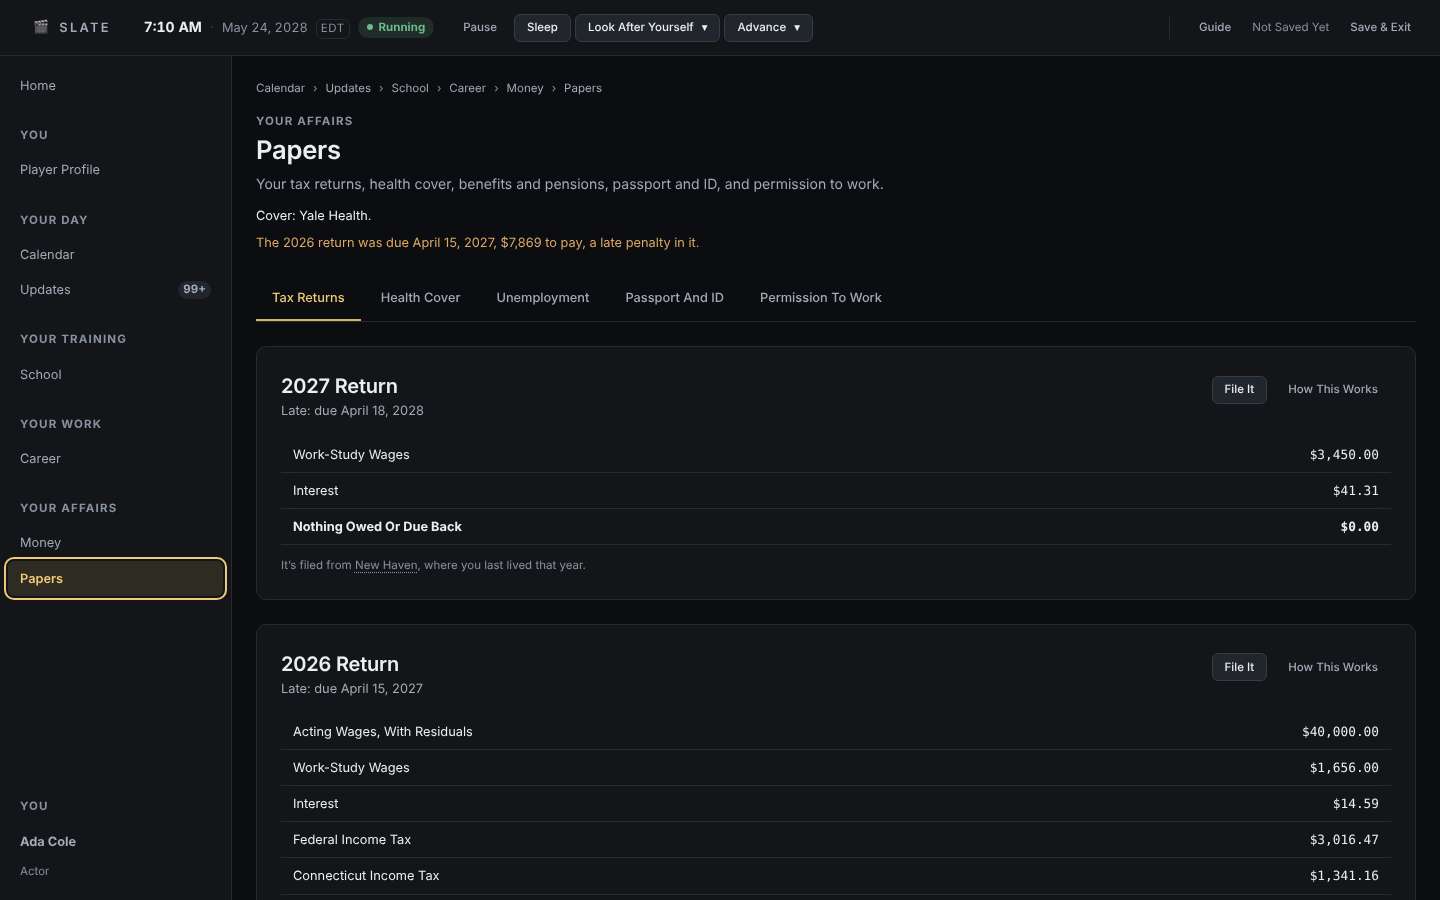 SLATE
7:10 AM · May 24, 2028 EDT Running Pause Sleep Look After Yourself ▾ Advance ▾ Guide Not Saved Yet Save & Exit
Home
YOU
Player Profile
YOUR DAY
Calendar
Updates 99+
YOUR TRAINING
School
YOUR WORK
Career
YOUR AFFAIRS
Money
Papers
YOU
Ada Cole
Actor
Calendar › Updates › School › Career › Money › Papers
YOUR AFFAIRS
Papers
Your tax returns, health cover, benefits and pensions, passport and ID, and permission to work.
Cover: Yale Health.
The 2026 return was due April 15, 2027, $7,869 to pay, a late penalty in it.
Tax Returns Health Cover Unemployment Passport And ID Permission To Work
2027 Return File It How This Works
Late: due April 18, 2028
Work-Study Wages $3,450.00
Interest $41.31
Nothing Owed Or Due Back $0.00
It's filed from New Haven, where you last lived that year.
2026 Return File It How This Works
Late: due April 15, 2027
Acting Wages, With Residuals $40,000.00
Work-Study Wages $1,656.00
Interest $14.59
Federal Income Tax $3,016.47
Connecticut Income Tax $1,341.16